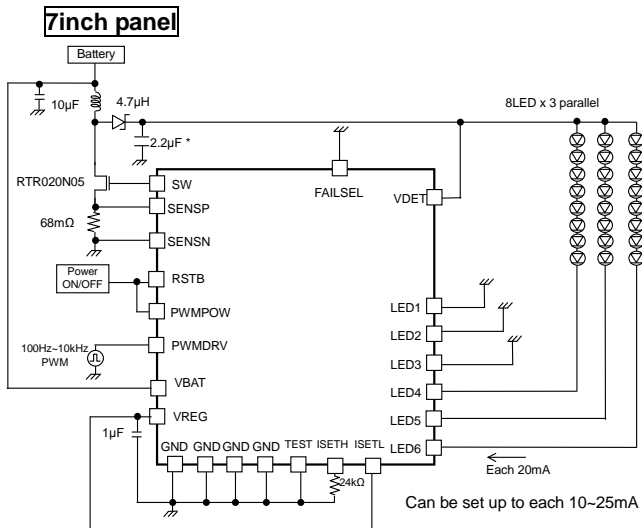 7inch panel
Battery
10µF
4.7µH
8LED x 3 parallel
2.2µF *
RTR020N05
SW
FAILSEL
SENSP
VDET
68mΩ
SENSN
Power
ON/OFF
RSTB
PWMPOW
LED1
LED2
100Hz~10kHz
PWM
PWMDRV
LED3
VBAT
LED4
VREG
LED5
1µF
GND GND GND GND TEST ISETH ISETL
LED6
24kΩ
Each 20mA
Can be set up to each 10~25mA